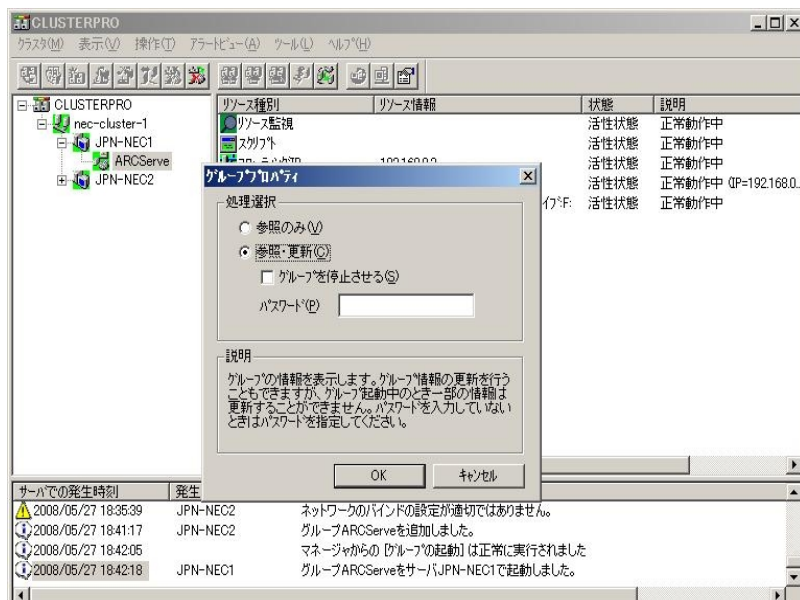 CLUSTERPRO
クラスタ(M) 表示(V) 操作(T) アラートビュー(A) ツール(L) ヘルプ(H)
CLUSTERPRO
nec-cluster-1
JPN-NEC1
ARCServe
JPN-NEC2
リソース種別 リソース情報 状態 説明
リソース監視 活性状態 正常動作中
スクリプト 活性状態 正常動作中
活性状態 正常動作中
活性状態 正常動作中 (IP=192.168.0...
イブF: 活性状態 正常動作中
グループプロパティ
処理選択
参照のみ(V)
参照・更新(C)
グループを停止させる(S)
パスワード(P)
説明
グループの情報を表示します。グループ情報の更新を行う
こともできますが、グループ起動中のとき一部の情報は
更新することができません。パスワードを入力していない
ときはパスワードを指定してください。
OK キャンセル
サーバでの発生時刻 発生
2008/05/27 18:35:39 JPN-NEC2 ネットワークのバインドの設定が適切ではありません。
2008/05/27 18:41:17 JPN-NEC2 グループARCServeを追加しました。
2008/05/27 18:42:05 マネージャからの [グループの起動] は正常に実行されました
2008/05/27 18:42:18 JPN-NEC1 グループARCServeをサーバJPN-NEC1で起動しました。